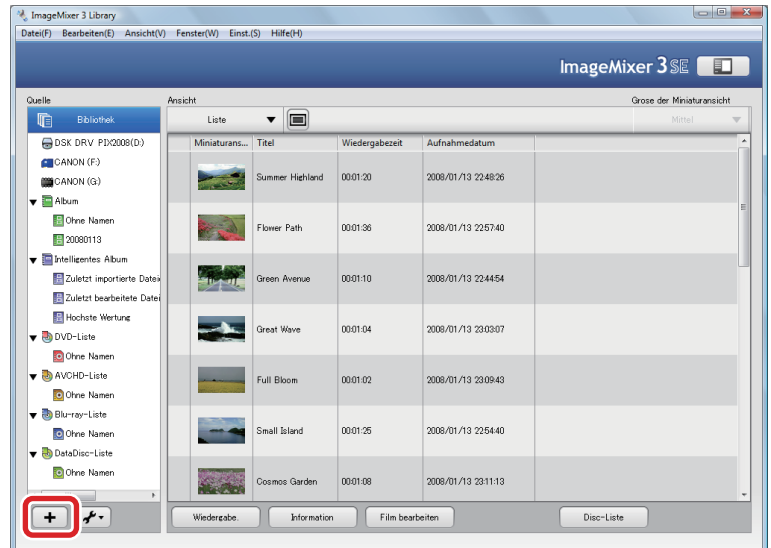 ImageMixer 3 Library
Datei(F) Bearbeiten(E) Ansicht(V) Fenster(W) Einst.(S) Hilfe(H)
ImageMixer 3 SE
Quelle
Ansicht
Grose der Miniaturansicht
Bibliothek
Liste
Mittel
DSK DRV PIX2008(D:)
CANON (F:)
CANON (G:)
Album
Ohne Namen
20080113
Intelligentes Album
Zuletzt importierte Datei
Zuletzt bearbeitete Datei
Hochste Wertung
DVD-Liste
Ohne Namen
AVCHD-Liste
Ohne Namen
Blu-ray-Liste
Ohne Namen
DataDisc-Liste
Ohne Namen
Miniaturans... Titel Wiedergabezeit Aufnahmedatum
Summer Highland 00:01:20 2008/01/13 22:48:26
Flower Path 00:01:36 2008/01/13 22:57:40
Green Avenue 00:01:10 2008/01/13 22:44:54
Great Wave 00:01:04 2008/01/13 23:03:07
Full Bloom 00:01:02 2008/01/13 23:09:43
Small Island 00:01:25 2008/01/13 22:54:40
Cosmos Garden 00:01:08 2008/01/13 23:11:13
Wiedergabe. Information Film bearbeiten Disc-Liste